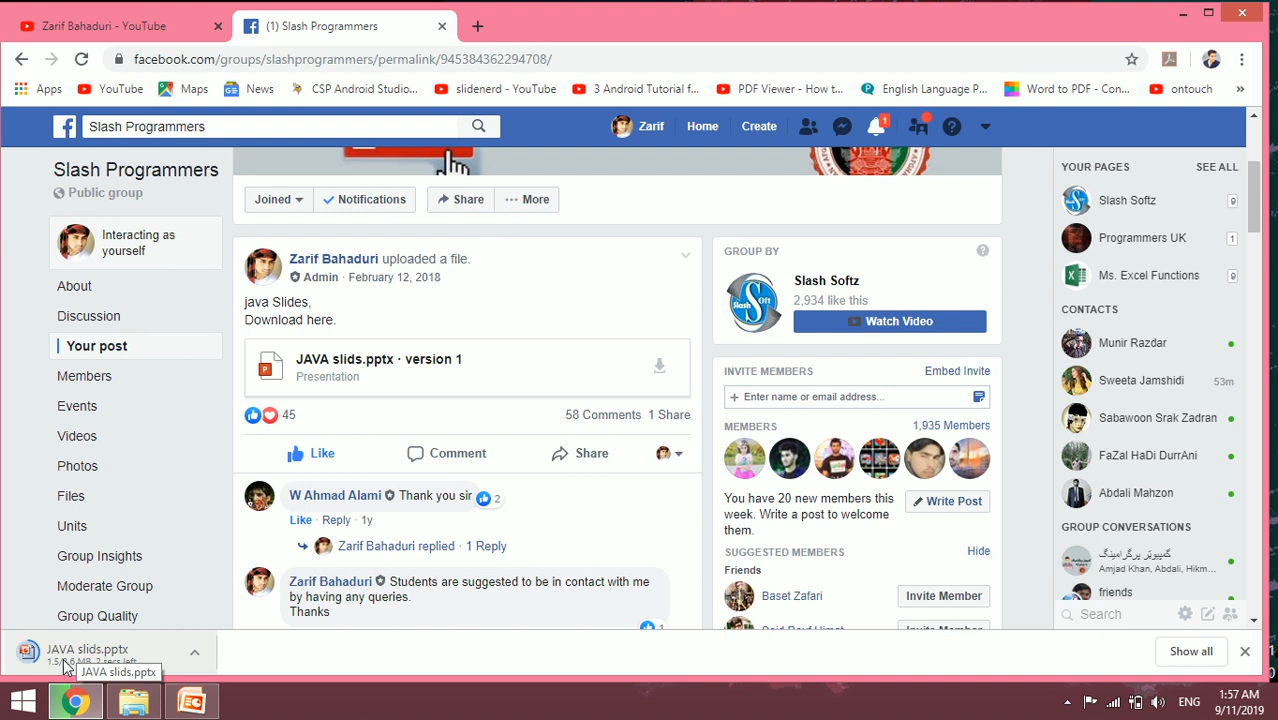 Zarif Bahaduri - YouTube
(1) Slash Programmers
facebook.com/groups/slashprogrammers/permalink/945384362294708/
Apps YouTube Maps News SP Android Studio... slidenerd - YouTube 3 Android Tutorial f... PDF Viewer - How t... English Language P... Word to PDF - Con... ontouch »
Slash Programmers
Zarif Home Create 1
Slash Programmers
Public group
Interacting as
yourself
About
Discussion
Your post
Members
Events
Videos
Photos
Files
Units
Group Insights
Moderate Group
Group Quality
Joined Notifications Share More
Zarif Bahaduri uploaded a file.
Admin · February 12, 2018
java Slides,
Download here.
JAVA slids.pptx · version 1
Presentation
45 58 Comments 1 Share
Like Comment Share
W Ahmad Alami Thank you sir 2
Like · Reply · 1y
Zarif Bahaduri replied · 1 Reply
Zarif Bahaduri Students are suggested to be in contact with me
by having any queries.
Thanks
1
GROUP BY
Slash Softz
2,934 like this
Watch Video
INVITE MEMBERS Embed Invite
+ Enter name or email address...
MEMBERS 1,935 Members
You have 20 new members this
week. Write a post to welcome
them.
Write Post
SUGGESTED MEMBERS Hide
Friends
Baset Zafari Invite Member
YOUR PAGES SEE ALL
Slash Softz 9
Programmers UK 1
Ms. Excel Functions 9
CONTACTS
Munir Razdar
Sweeta Jamshidi 53m
Sabawoon Srak Zadran
FaZal HaDi DurrAni
Abdali Mahzon
GROUP CONVERSATIONS
Amjad Khan, Abdali, Hikm...
friends
Search
JAVA slids.pptx
JAVA slids.pptx
Show all
ENG
1:57 AM
9/11/2019